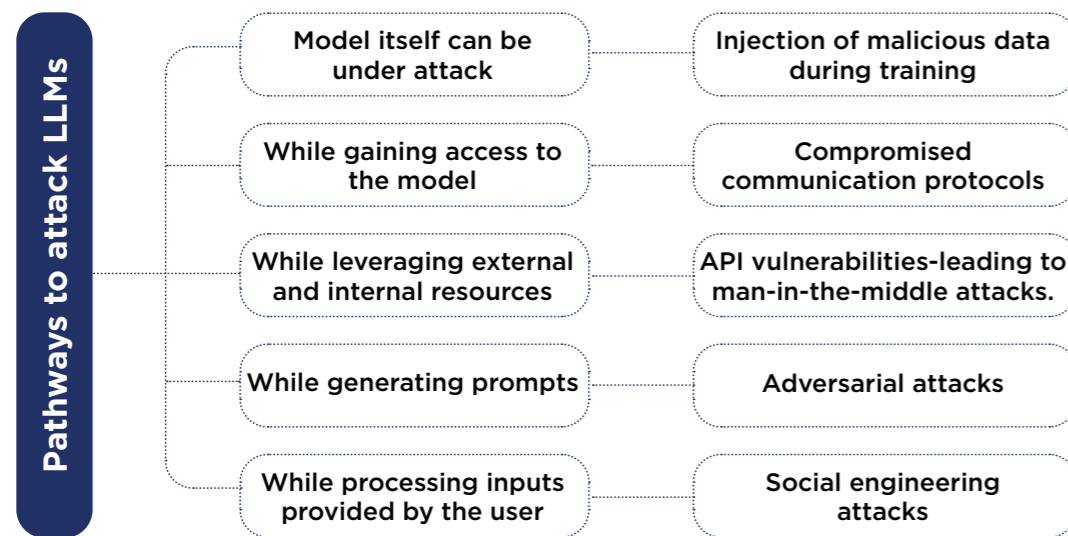 Pathways to attack LLMs
Model itself can be
under attack
Injection of malicious data
during training
While gaining access to
the model
Compromised
communication protocols
While leveraging external
and internal resources
API vulnerabilities-leading to
man-in-the-middle attacks.
While generating prompts
Adversarial attacks
While processing inputs
provided by the user
Social engineering
attacks